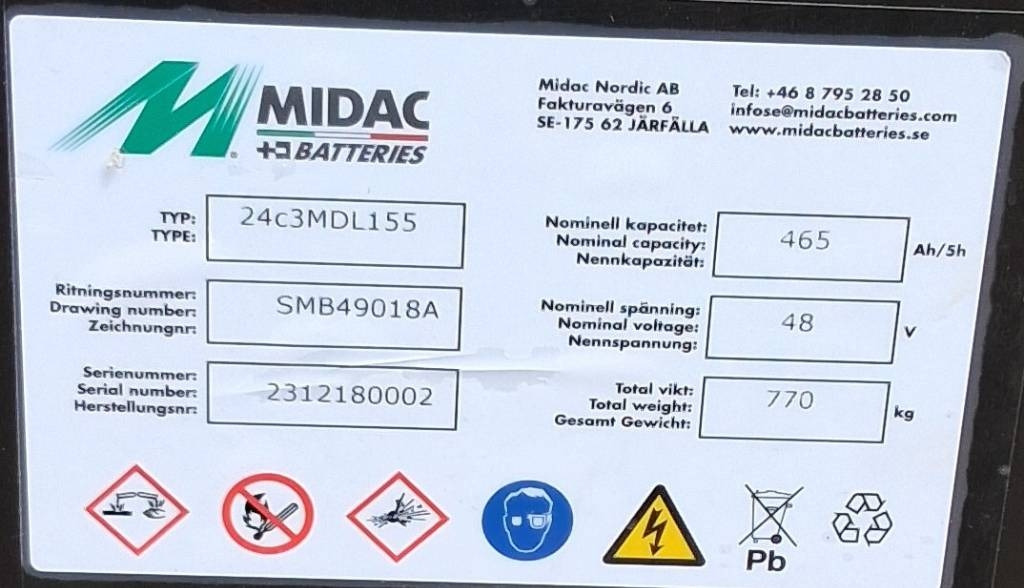 MIDAC
BATTERIES
Midac Nordic AB
Fakturavägen 6
SE-175 62 JÄRFÄLLA
Tel: +46 8 795 28 50
infose@midacbatteries.com
www.midacbatteries.se
TYP:
TYPE:
24c3MDL155
Ritningsnummer:
Drawing number:
Zeichnungnr:
SMB49018A
Serienummer:
Serial number:
Herstellungsnr:
2312180002
Nominell kapacitet:
Nominal capacity:
Nennkapazität:
465
Ah/5h
Nominell spänning:
Nominal voltage:
Nennspannung:
48
V
Total vikt:
Total weight:
Gesamt Gewicht:
770
kg
Pb